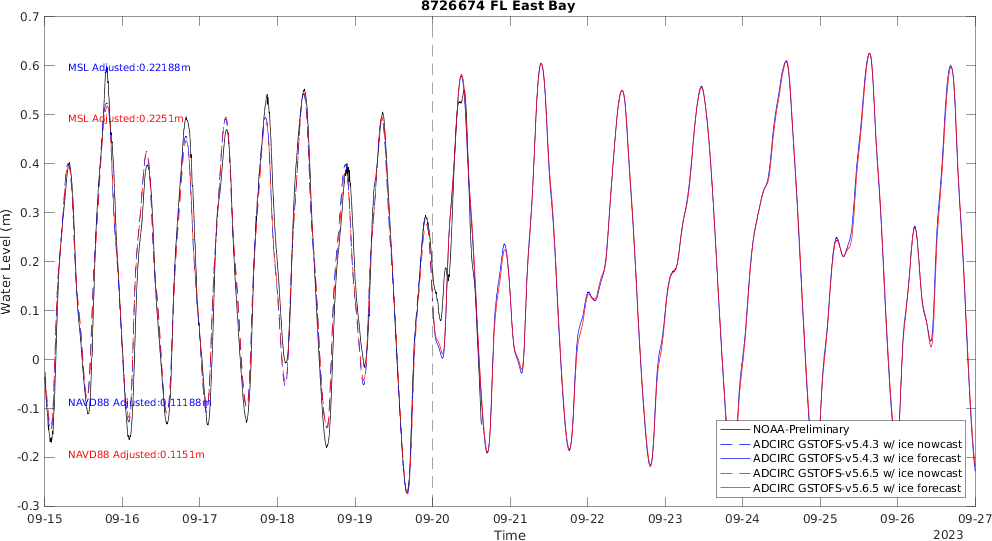 8726674 FL East Bay
0.7
0.6
0.5
0.4
0.3
0.2
0.1
0
-0.1
-0.2
-0.3
Water Level (m)
MSL Adjusted:0.22188m
MSL Adjusted:0.2251m
NAVD88 Adjusted:0.11188m
NAVD88 Adjusted:0.1151m
NOAA-Preliminary
ADCIRC GSTOFS-v5.4.3 w/ ice nowcast
ADCIRC GSTOFS-v5.4.3 w/ ice forecast
ADCIRC GSTOFS-v5.6.5 w/ ice nowcast
ADCIRC GSTOFS-v5.6.5 w/ ice forecast
09-15 09-16 09-17 09-18 09-19 09-20 09-21 09-22 09-23 09-24 09-25 09-26 09-27
Time
2023